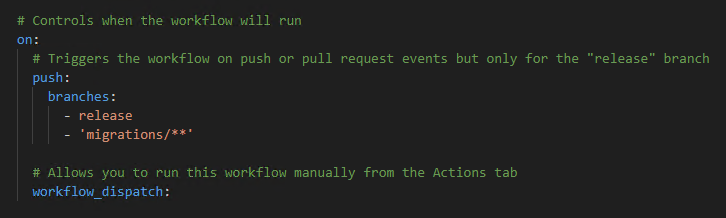 # Controls when the workflow will run
on:
# Triggers the workflow on push or pull request events but only for the "release" branch
push:
branches:
- release
- 'migrations/**'
# Allows you to run this workflow manually from the Actions tab
workflow_dispatch: